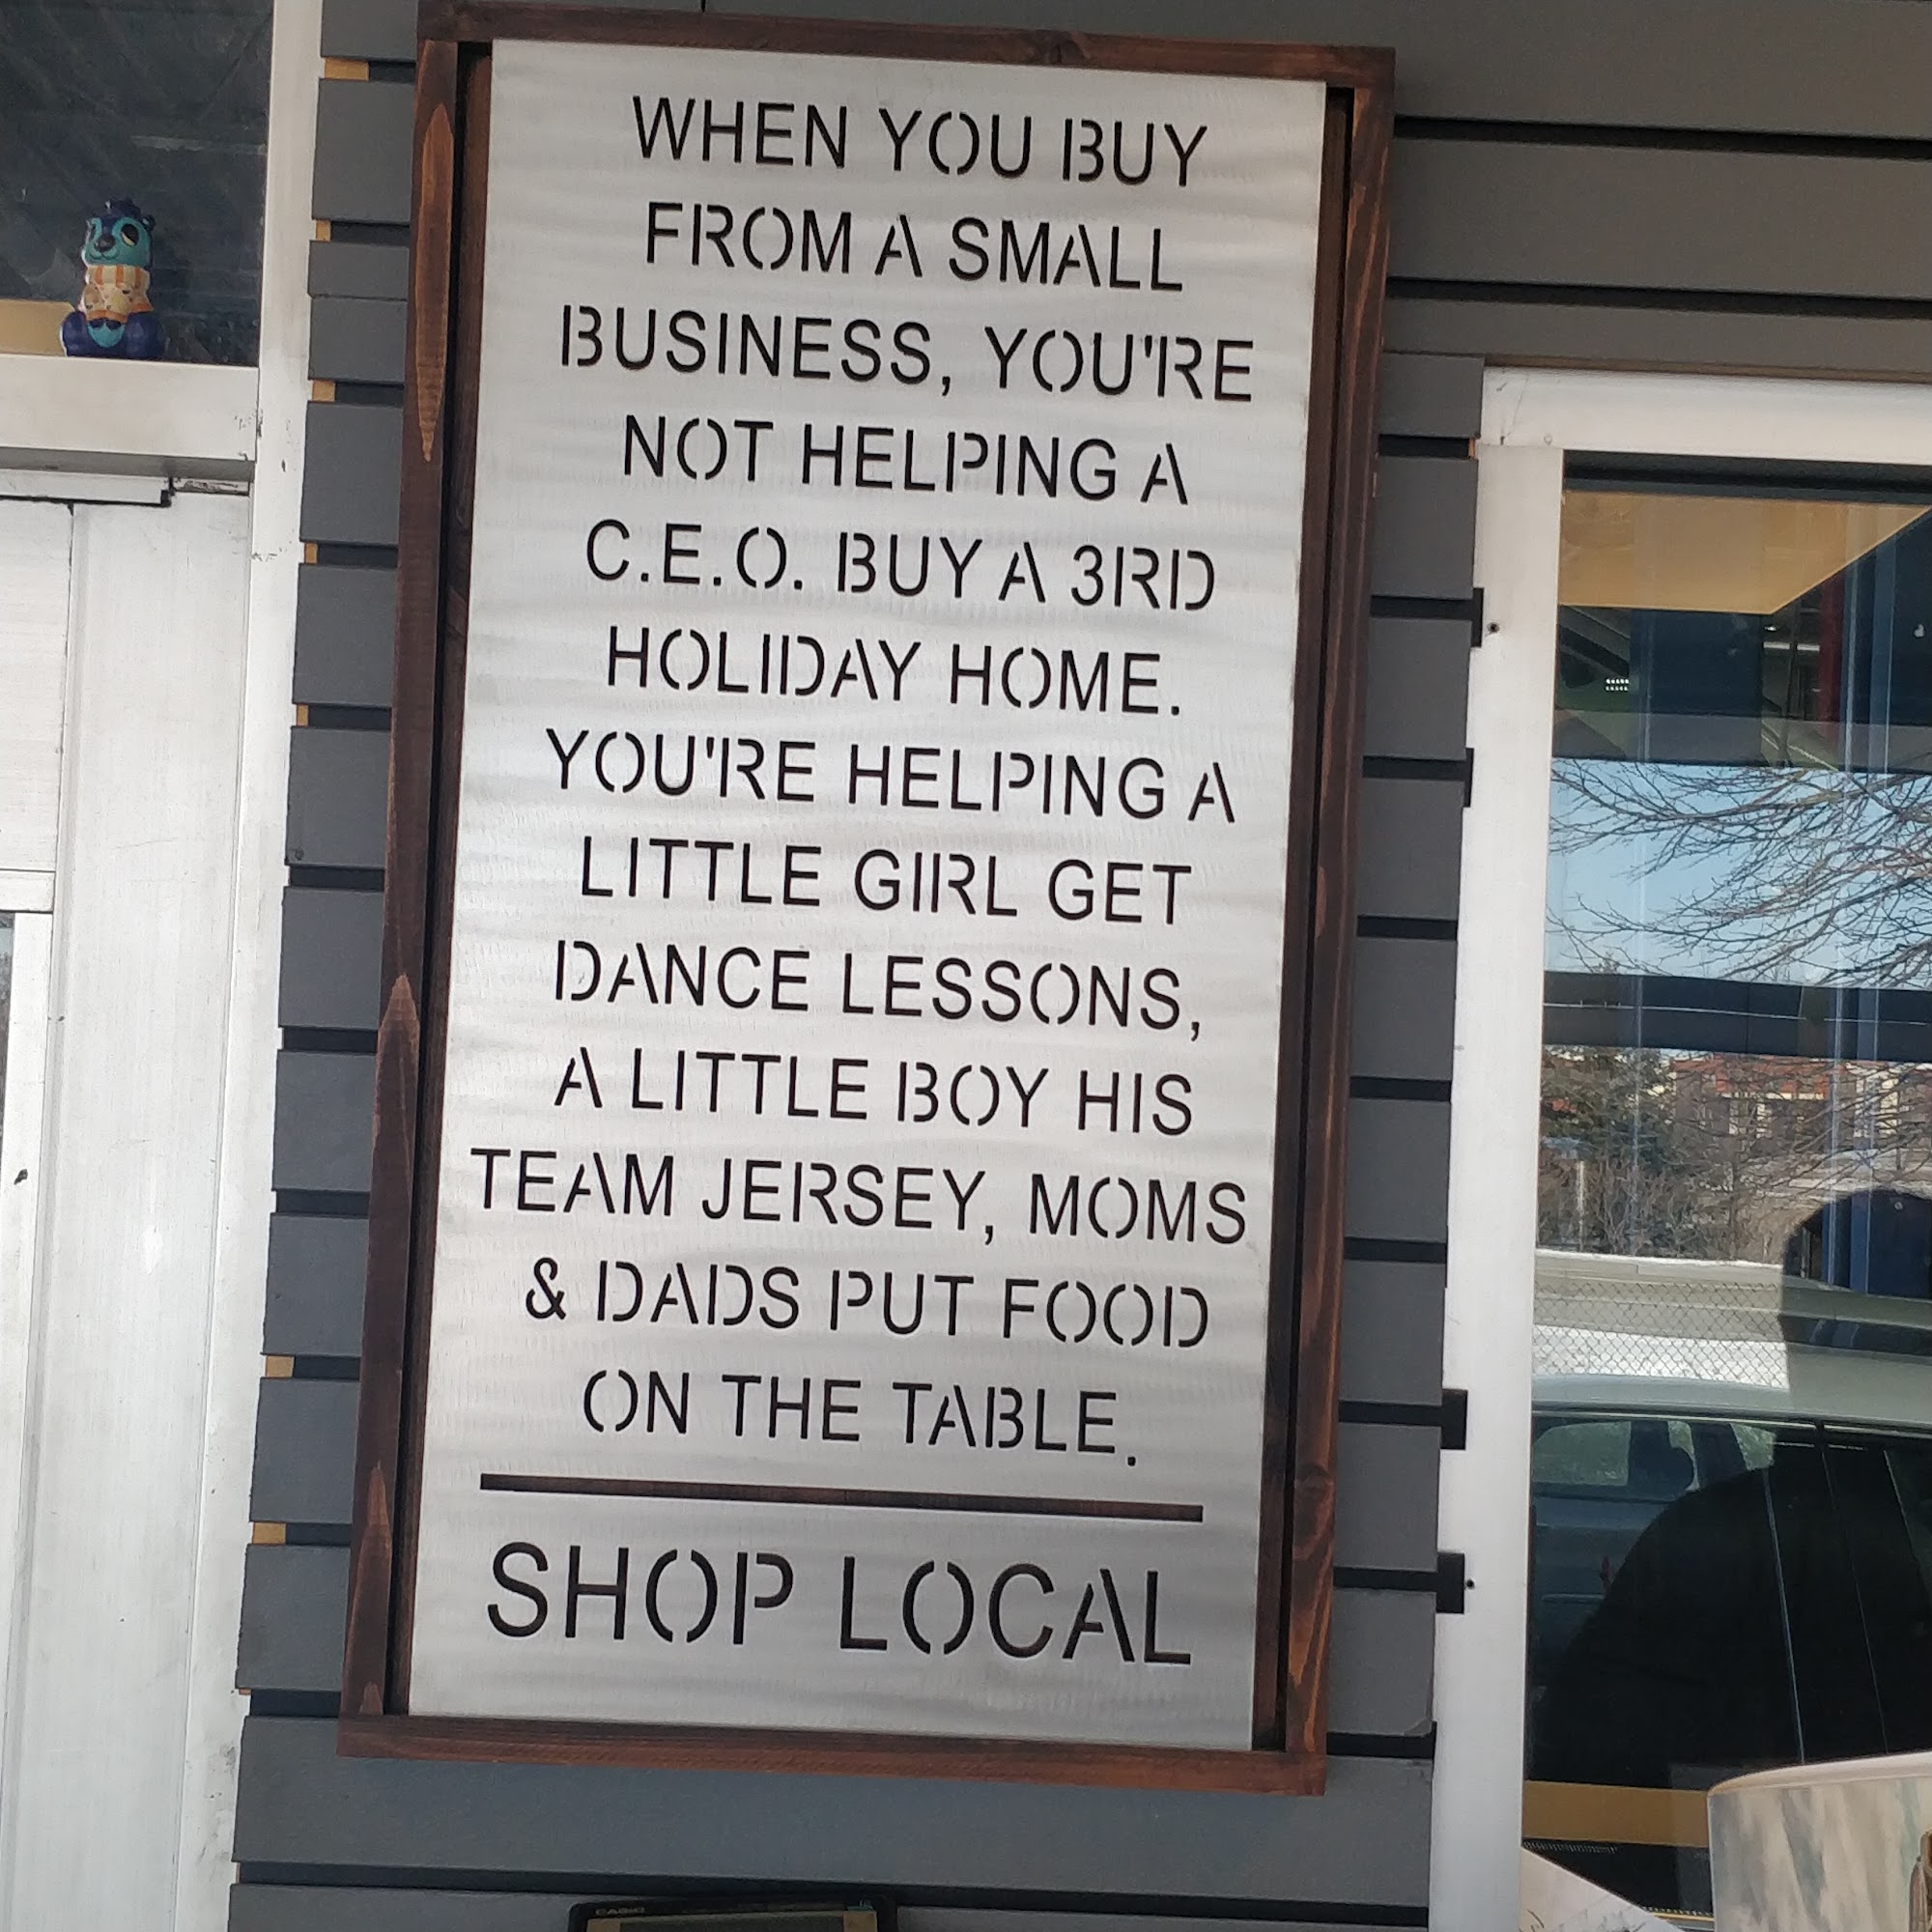 WHEN YOU BUY
FROM A SMALL
BUSINESS, YOU'RE
NOT HELPING A
C.E.O. BUY A 3RD
HOLIDAY HOME.
YOU'RE HELPING A
LITTLE GIRL GET
DANCE LESSONS,
A LITTLE BOY HIS
TEAM JERSEY, MOMS
& DADS PUT FOOD
ON THE TABLE.
SHOP LOCAL
CASIO